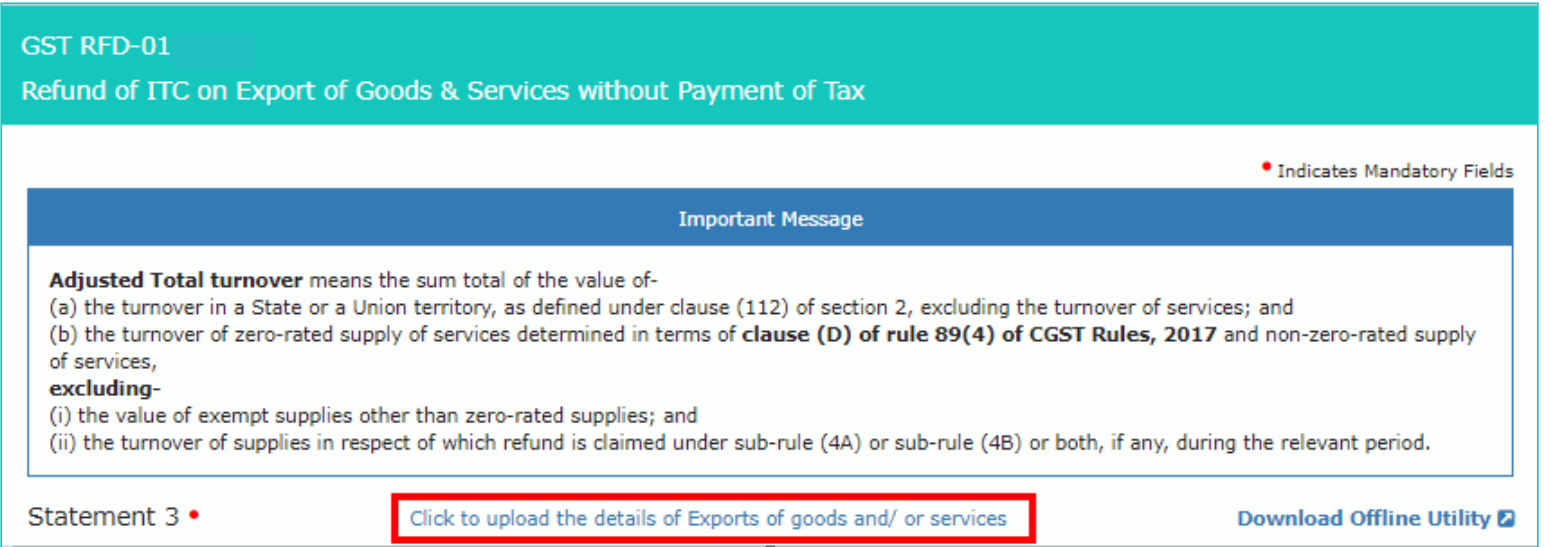 GST RFD-01
Refund of ITC on Export of Goods & Services without Payment of Tax
• Indicates Mandatory Fields
Important Message
Adjusted Total turnover means the sum total of the value of-
(a) the turnover in a State or a Union territory, as defined under clause (112) of section 2, excluding the turnover of services; and
(b) the turnover of zero-rated supply of services determined in terms of clause (D) of rule 89(4) of CGST Rules, 2017 and non-zero-rated supply
of services,
excluding-
(i) the value of exempt supplies other than zero-rated supplies; and
(ii) the turnover of supplies in respect of which refund is claimed under sub-rule (4A) or sub-rule (4B) or both, if any, during the relevant period.
Statement 3 • Click to upload the details of Exports of goods and/ or services Download Offline Utility